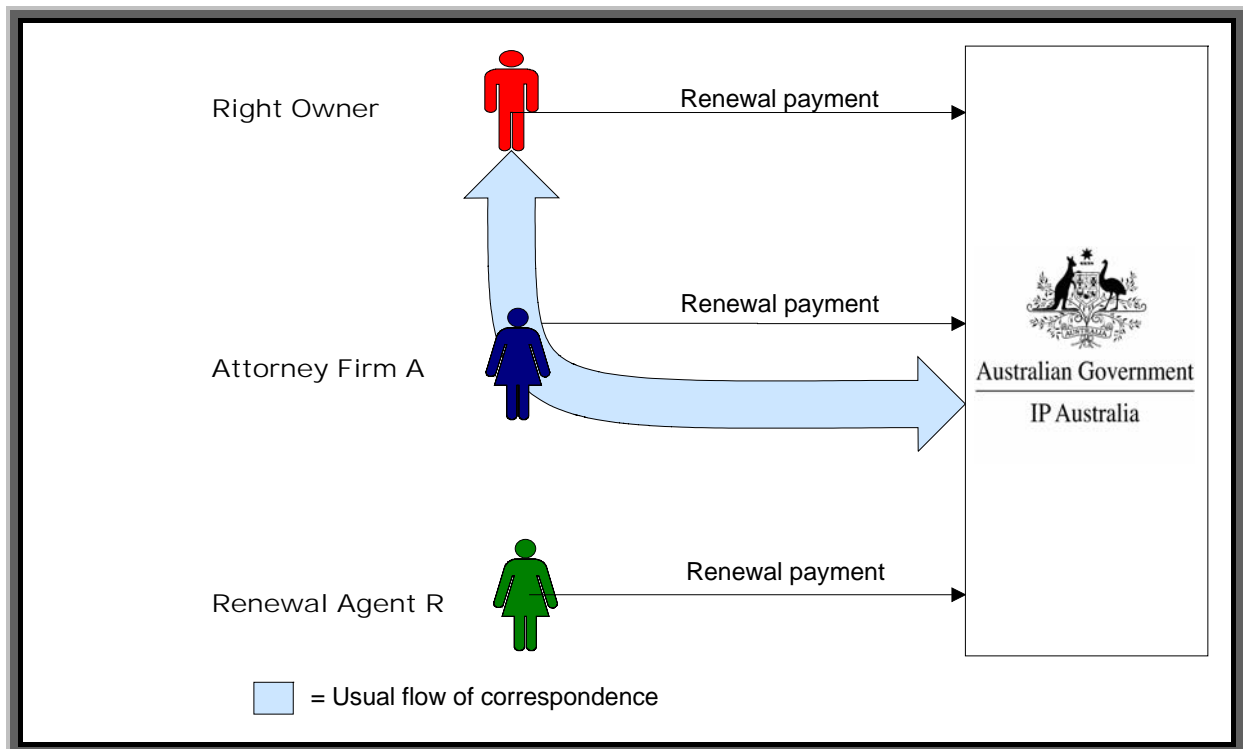 Right Owner
Renewal payment
Renewal payment
Attorney Firm A
Australian Government
IP Australia
Renewal payment
Renewal Agent R
= Usual flow of correspondence